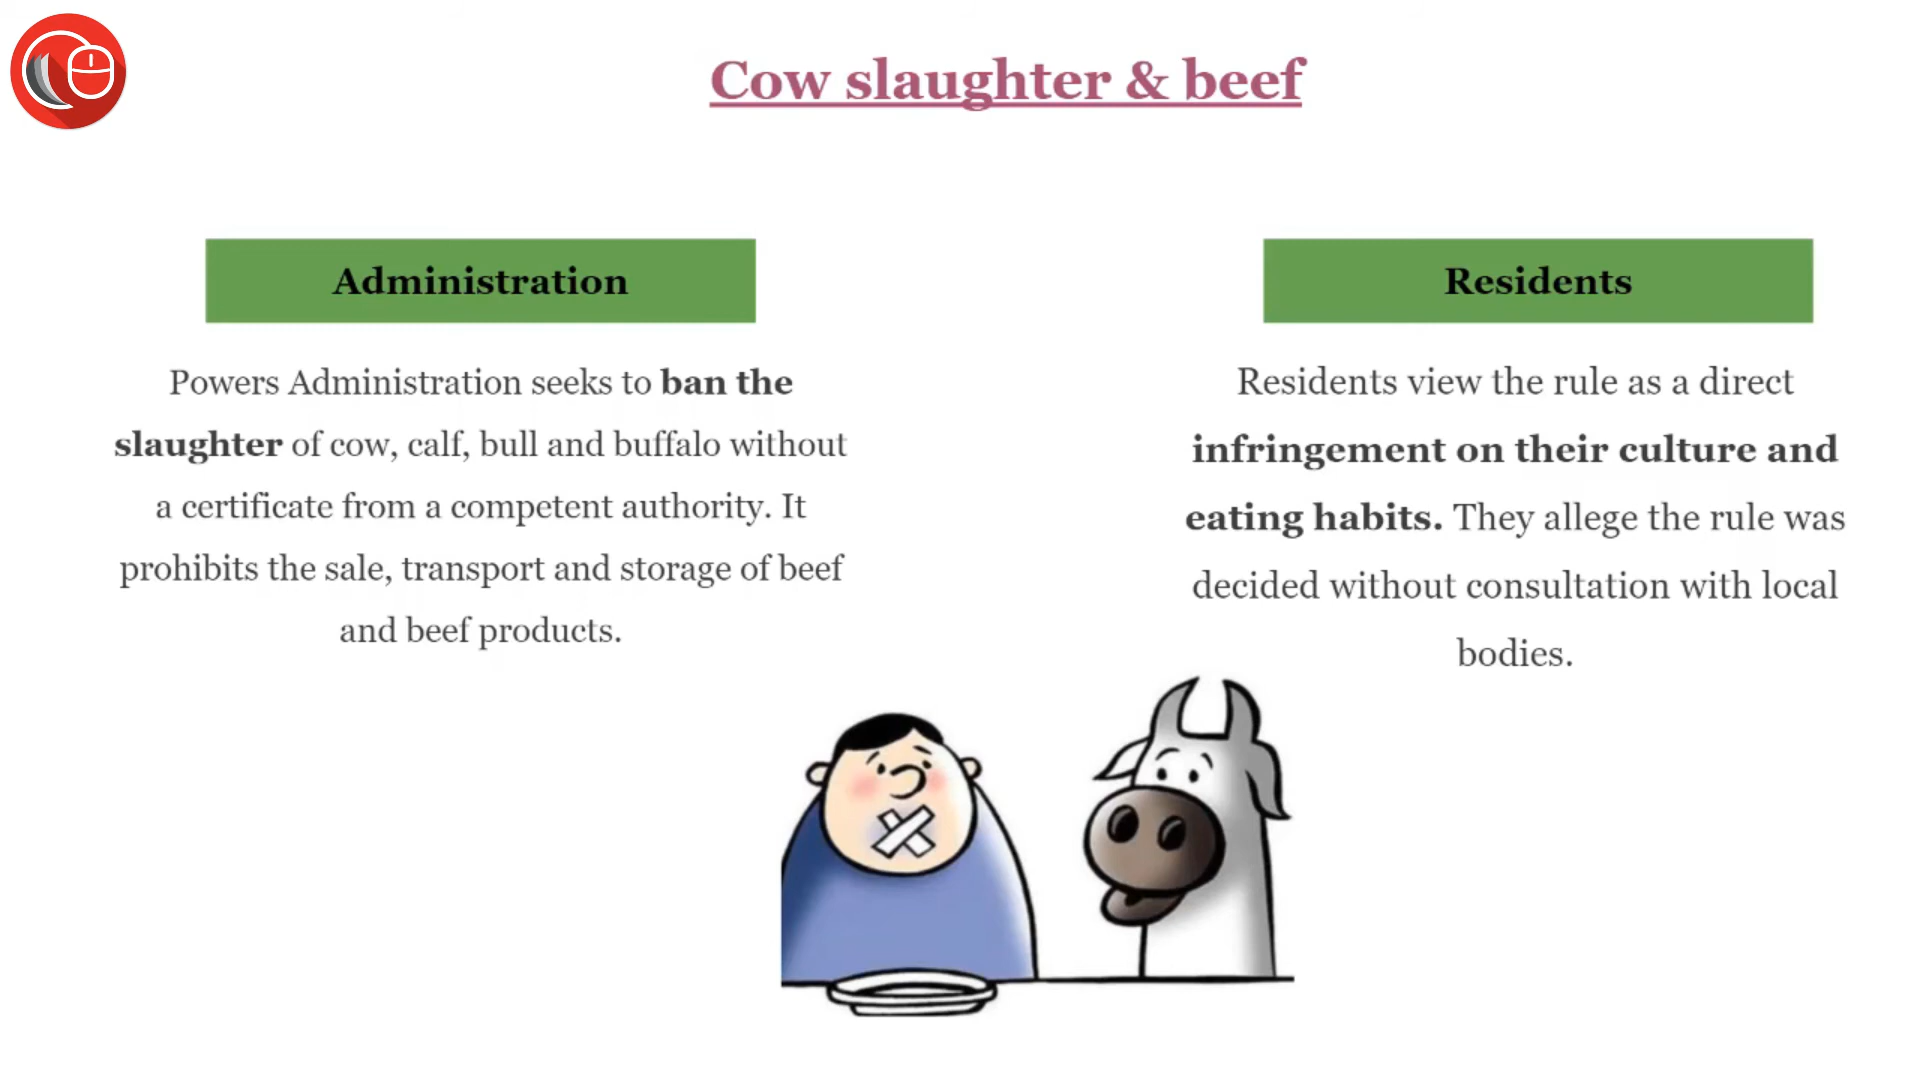 Cow slaughter & beef
Administration
Powers Administration seeks to ban the
slaughter of cow, calf, bull and buffalo without
a certificate from a competent authority. It
prohibits the sale, transport and storage of beef
and beef products.
Residents
Residents view the rule as a direct
infringement on their culture and
eating habits. They allege the rule was
decided without consultation with local
bodies.